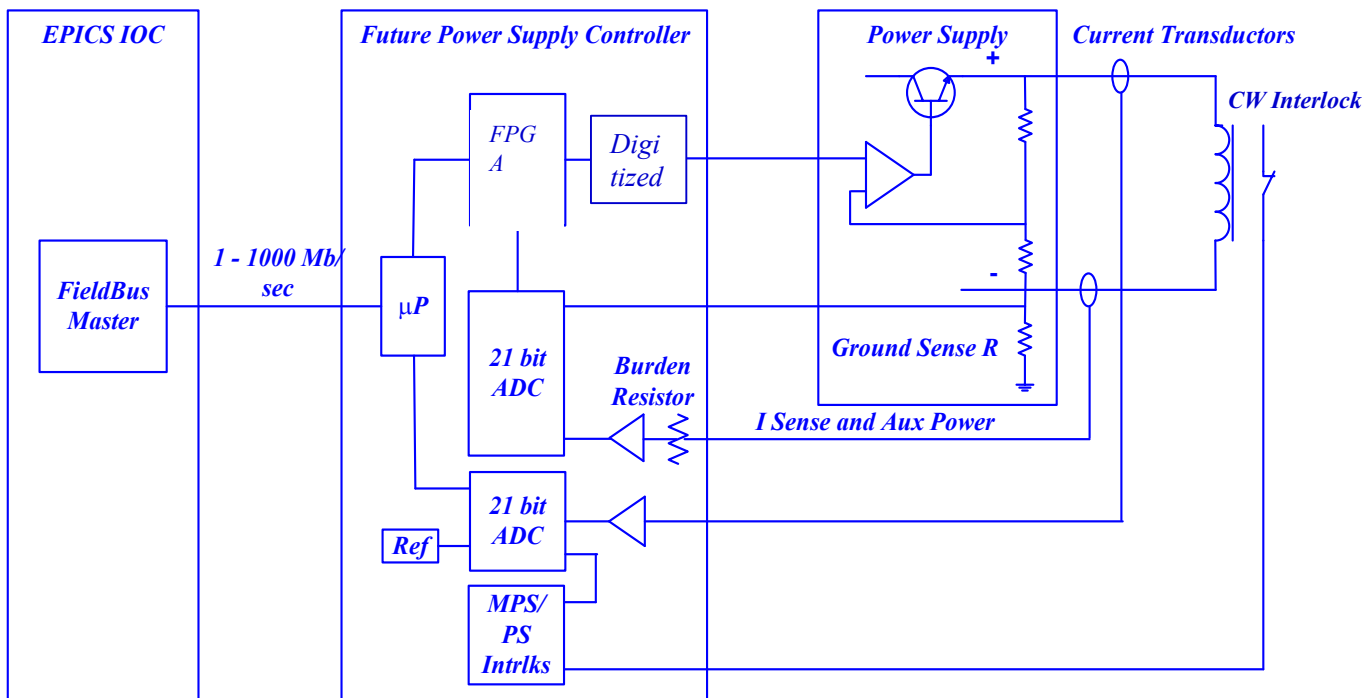 EPICS IOC
Future Power Supply Controller
Power Supply
Current Transductors
+
CW Interlock
FPG
A
Digi
tized
1 - 1000 Mb/
sec
FieldBus
Master
μP
-
21 bit
ADC
Ground Sense R
Burden
Resistor
I Sense and Aux Power
21 bit
ADC
Ref
MPS/
PS
Intrlks